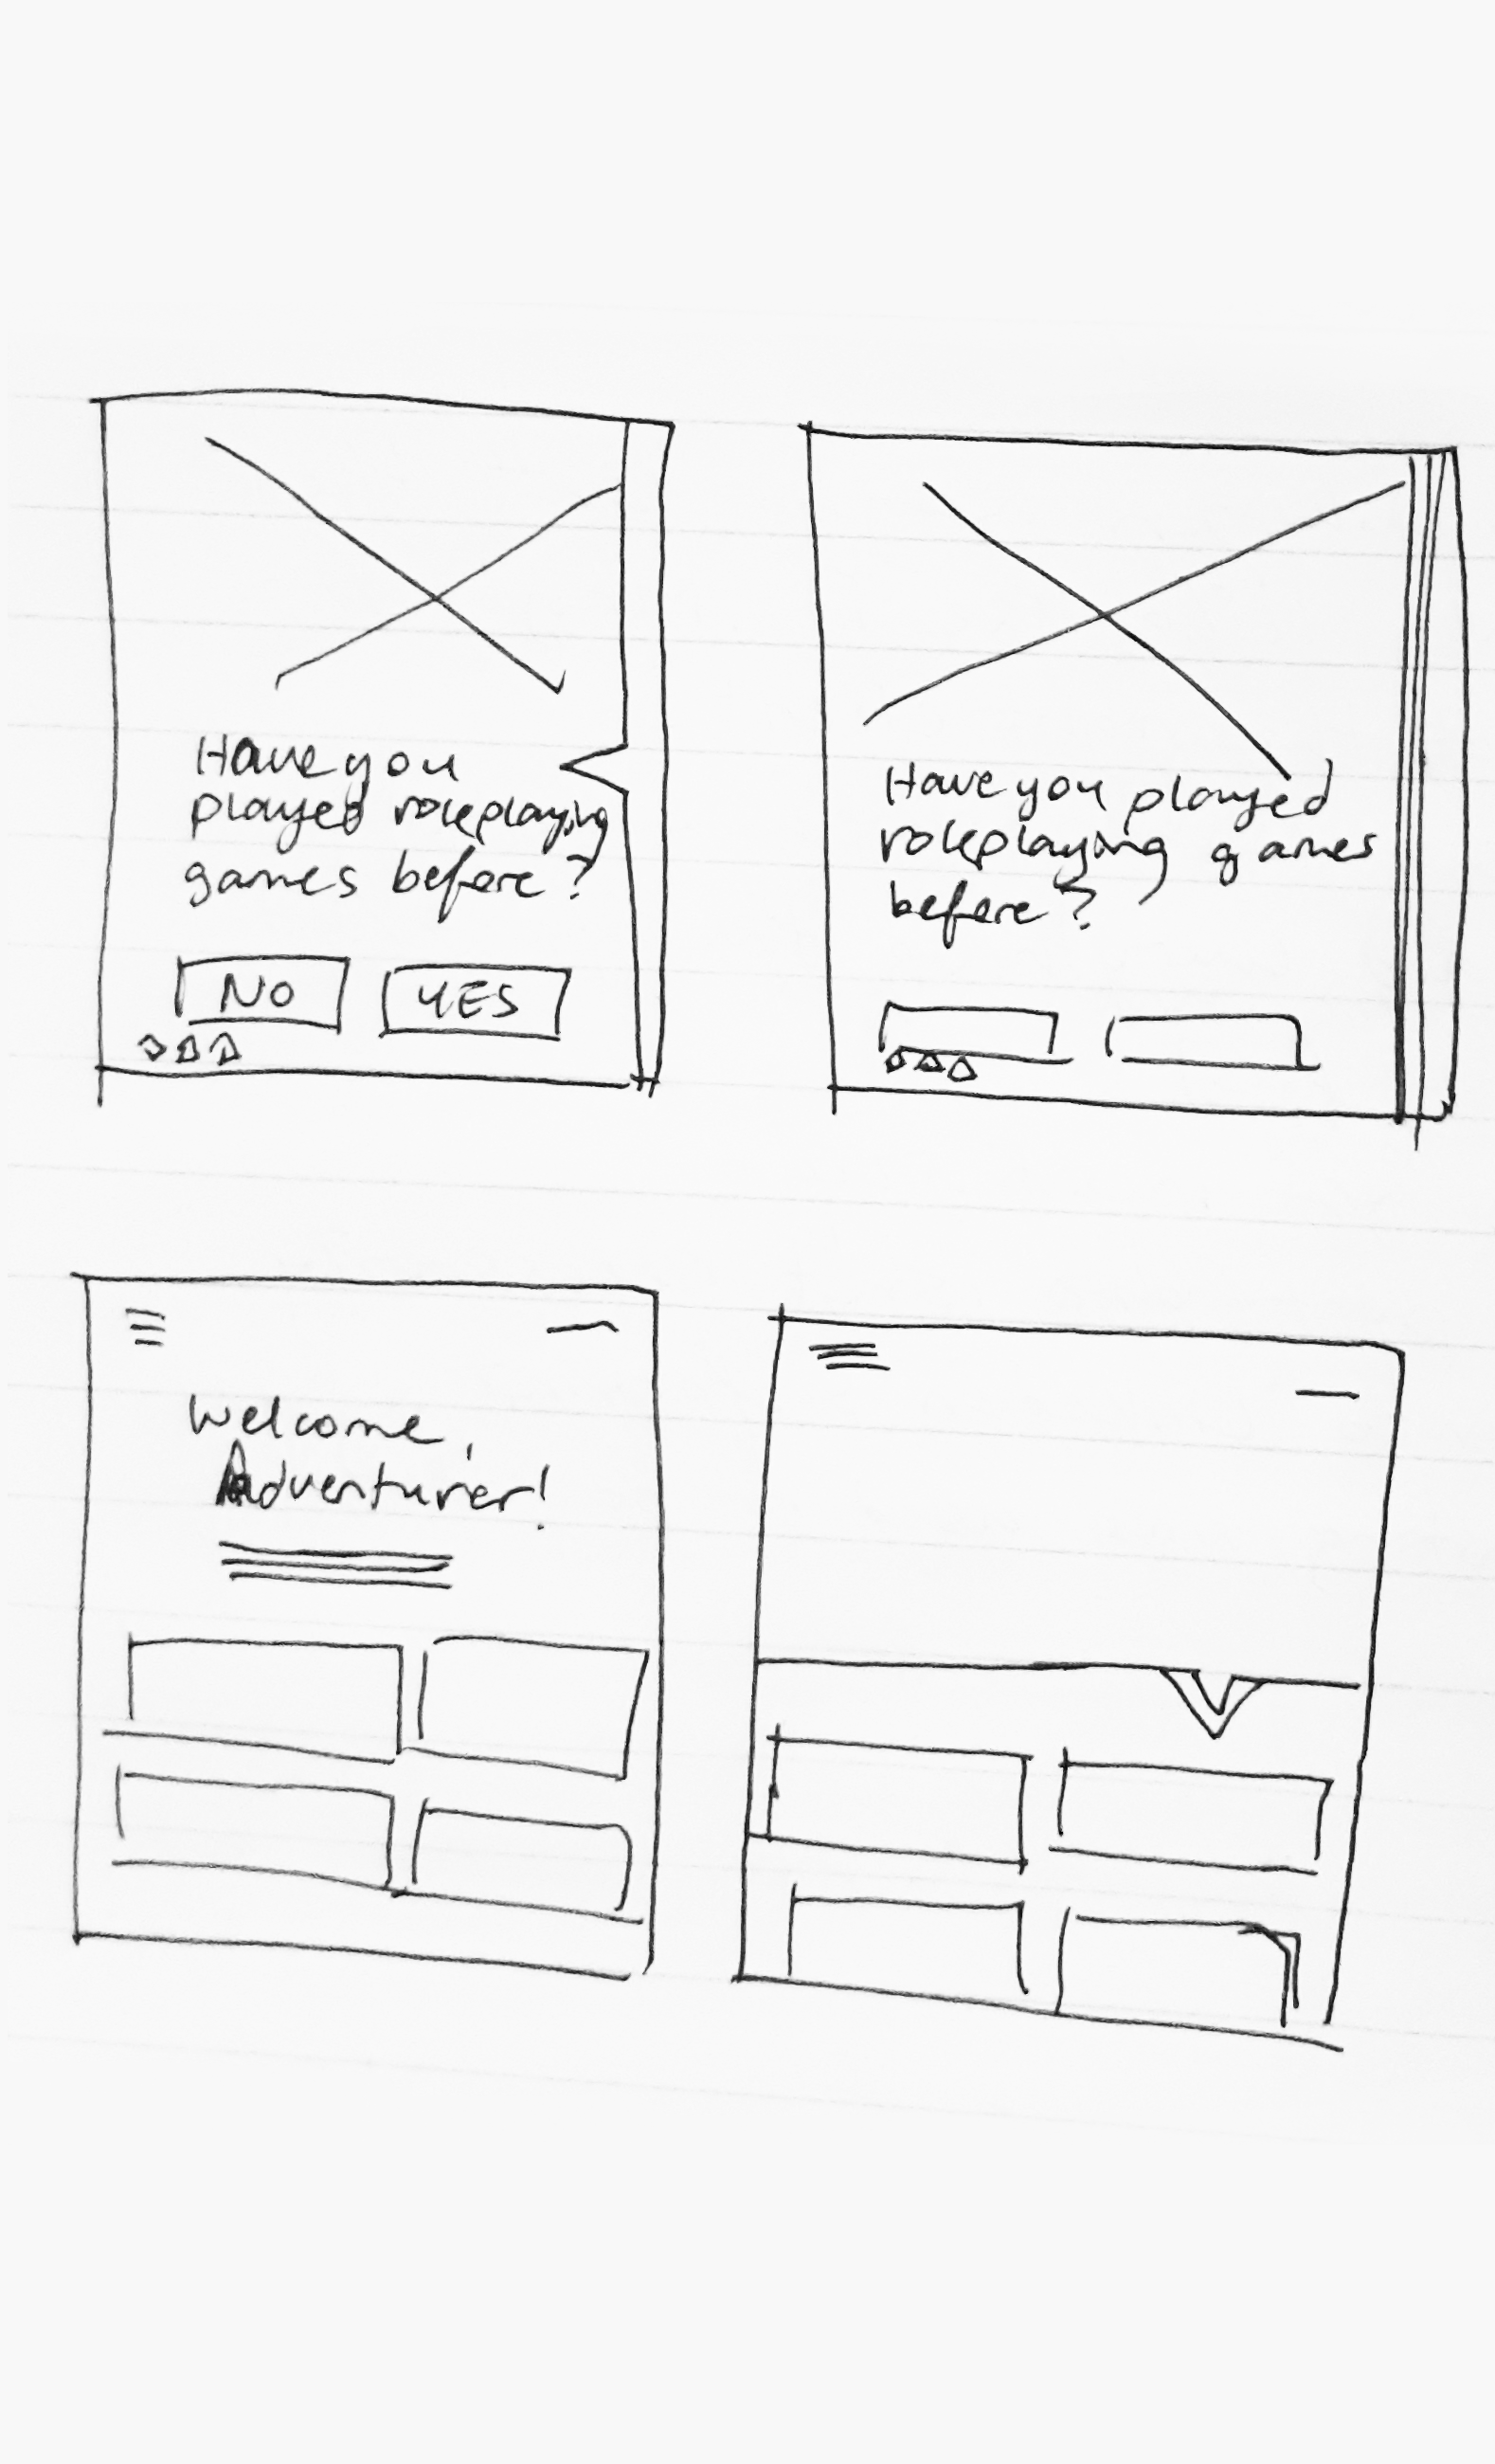 Have you
played roleplaying
games before?
NO YES
Have you played
roleplaying games
before?
Welcome,
Adventurer!